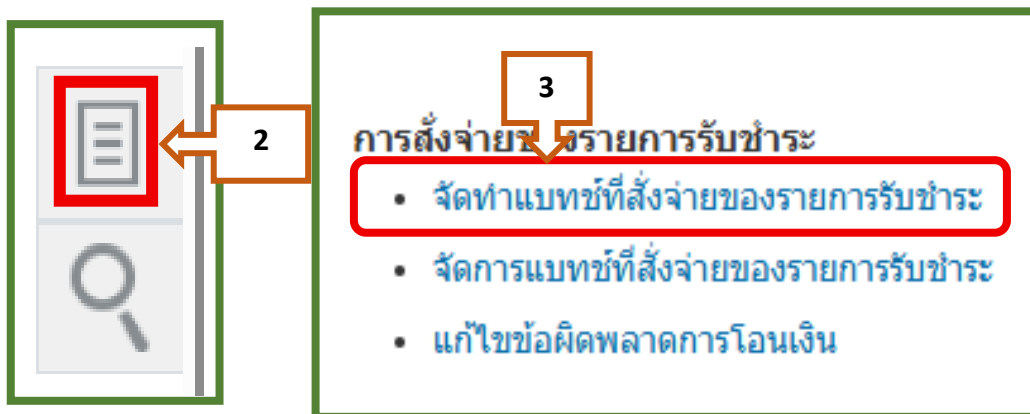 2
3
การสั่งจ่ายของรายการรับชำระ
• จัดทำแบทช์ที่สั่งจ่ายของรายการรับชำระ
• จัดการแบทช์ที่สั่งจ่ายของรายการรับชำระ
• แก้ไขข้อผิดพลาดการโอนเงิน